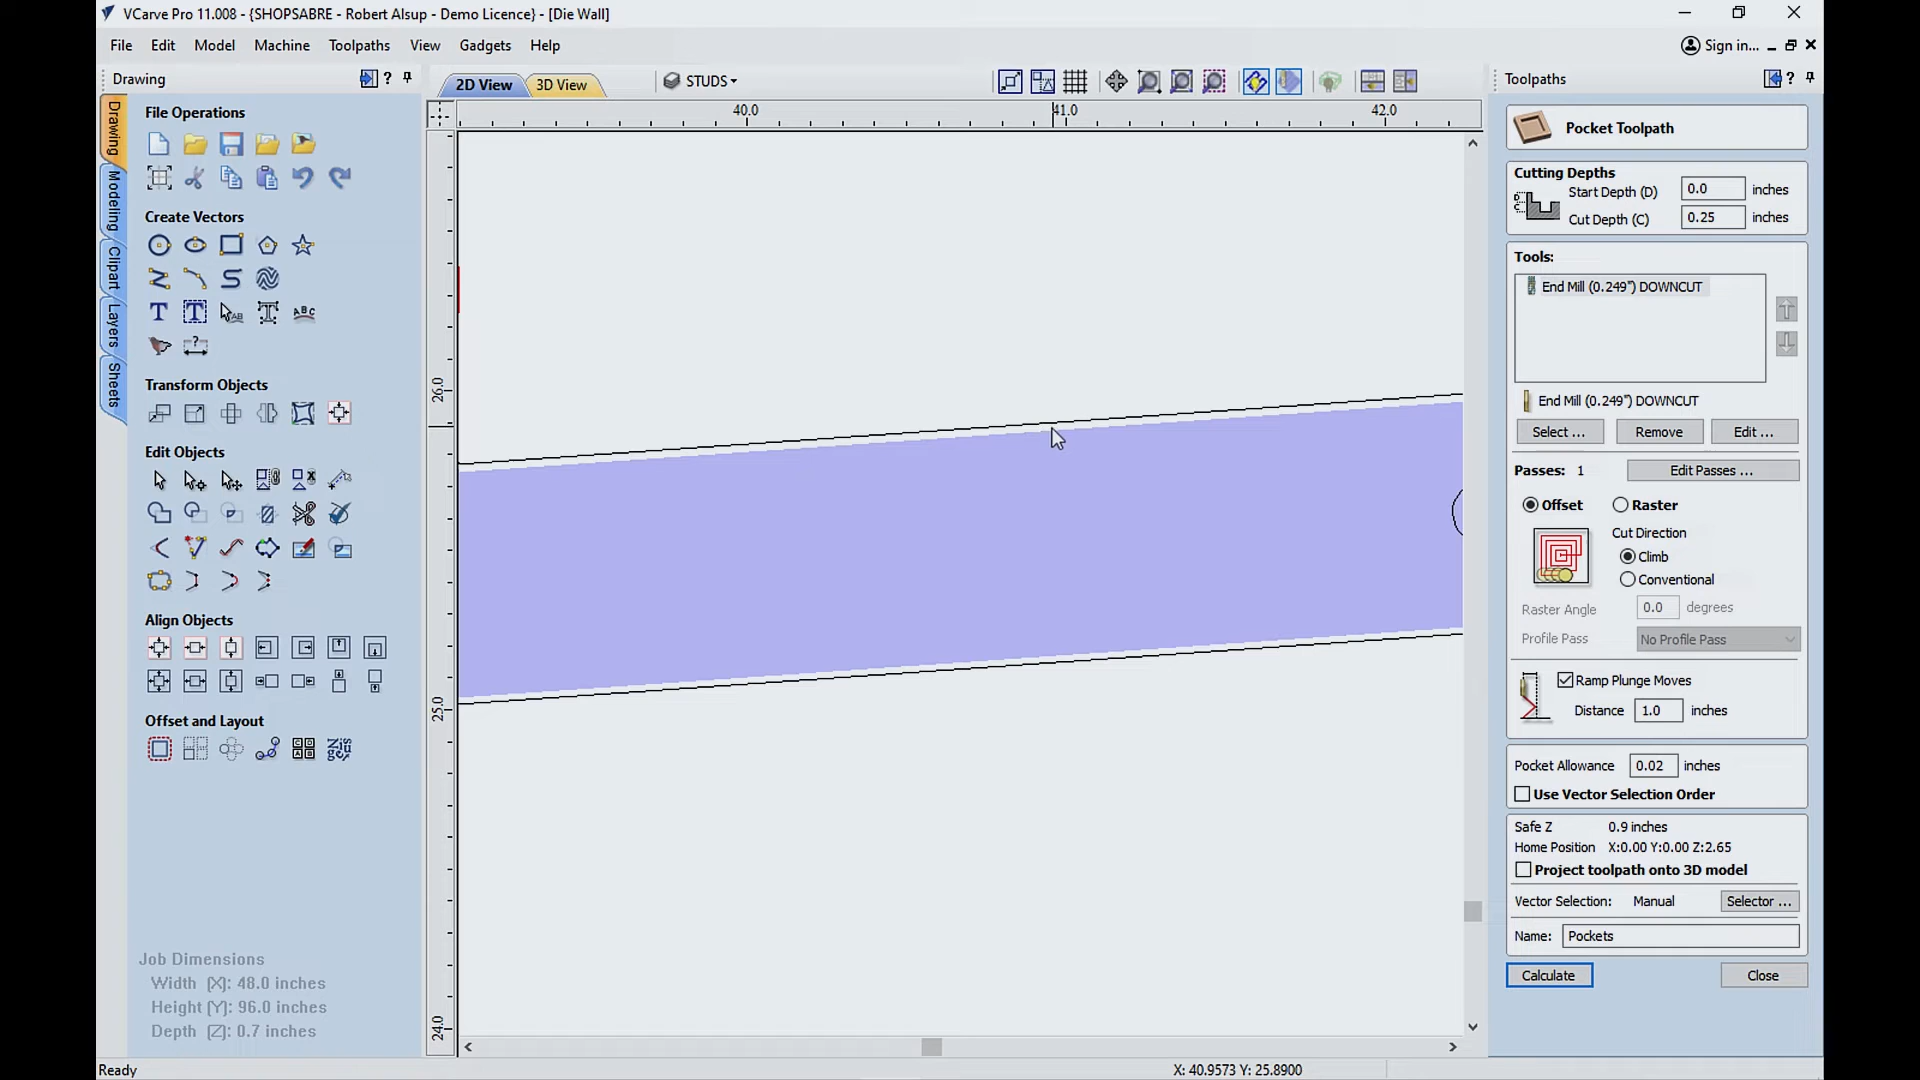 VCarve Pro 11.008 - {SHOPSABRE - Robert Alsup - Demo Licence} - [Die Wall]
File Edit Model Machine Toolpaths View Gadgets Help
Sign in...
Drawing
2D View
3D View
STUDS
Toolpaths
Drawing
Modeling
Clipart
Layers
Sheets
File Operations
Create Vectors
Transform Objects
Edit Objects
Align Objects
Offset and Layout
Job Dimensions
Width (X): 48.0 inches
Height (Y): 96.0 inches
Depth (Z): 0.7 inches
40.0 41.0 42.0
26.0
25.0
24.0
Pocket Toolpath
Cutting Depths
Start Depth (D) 0.0 inches
Cut Depth (C) 0.25 inches
Tools:
End Mill (0.249") DOWNCUT
End Mill (0.249") DOWNCUT
Select ... Remove Edit ...
Passes: 1 Edit Passes ...
Offset Raster
Cut Direction
Climb
Conventional
Raster Angle 0.0 degrees
Profile Pass No Profile Pass
Ramp Plunge Moves
Distance 1.0 inches
Pocket Allowance 0.02 inches
Use Vector Selection Order
Safe Z 0.9 inches
Home Position X:0.00 Y:0.00 Z:2.65
Project toolpath onto 3D model
Vector Selection: Manual Selector ...
Name: Pockets
Calculate Close
Ready
X: 40.9573 Y: 25.8900